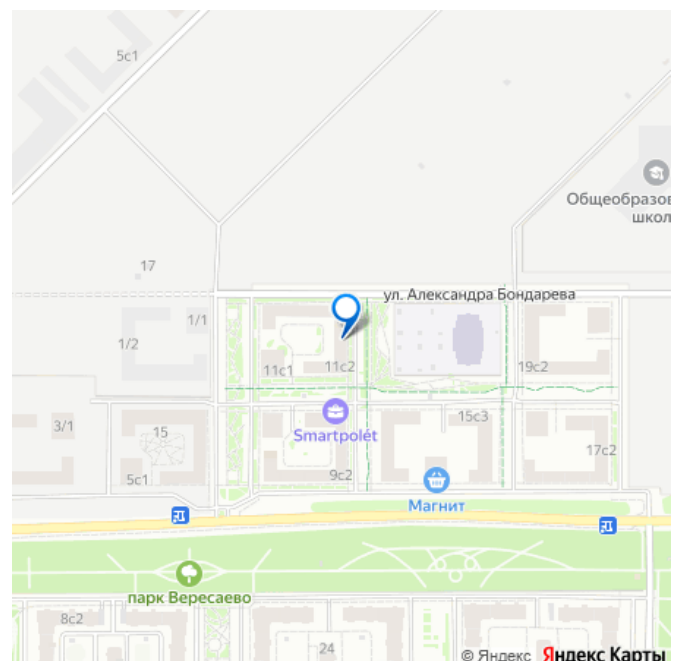 5с1
Общеобразов
школ
17
ул. Александра Бондарева
1/1
1/2
11с1
11с2
19с2
3/1
15
Smartpolét
15с3
17с2
5с1
9с2
Магнит
парк Вересаево
8с2
24
© Яндекс Яндекс Карты